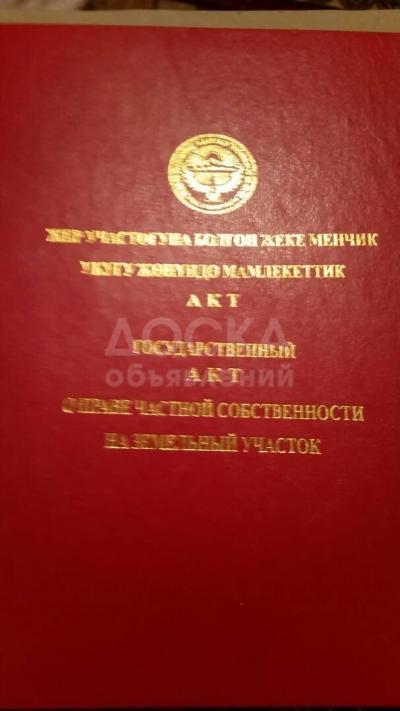 ЖЕР УЧАСТОГУНА БОЛГОН ЖЕКЕ МЕНЧИК
УКУГУ ЖӨНҮНДӨ МАМЛЕКЕТТИК
АКТ
ДОСКА
объявлений
ГОСУДАРСТВЕННЫЙ
АКТ
О ПРАВЕ ЧАСТНОЙ СОБСТВЕННОСТИ
НА ЗЕМЕЛЬНЫЙ УЧАСТОК